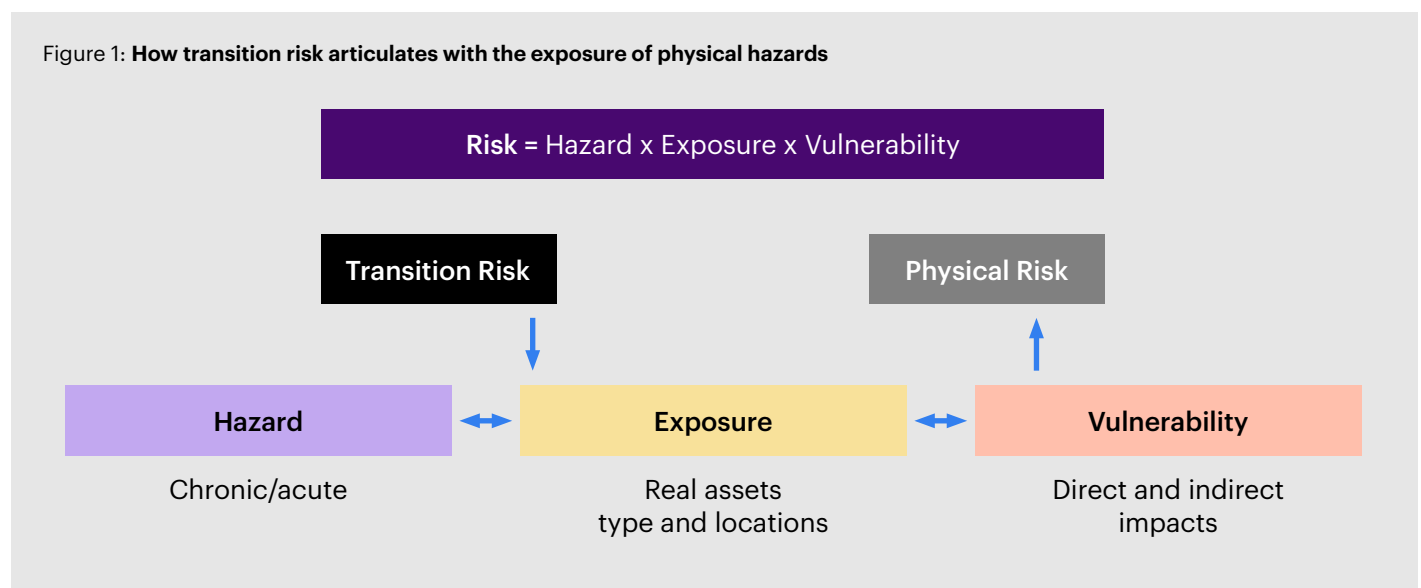 Figure 1: How transition risk articulates with the exposure of physical hazards
Risk = Hazard x Exposure x Vulnerability
Transition Risk
Physical Risk
Hazard
Exposure
Vulnerability
Chronic/acute
Real assets
type and locations
Direct and indirect
impacts